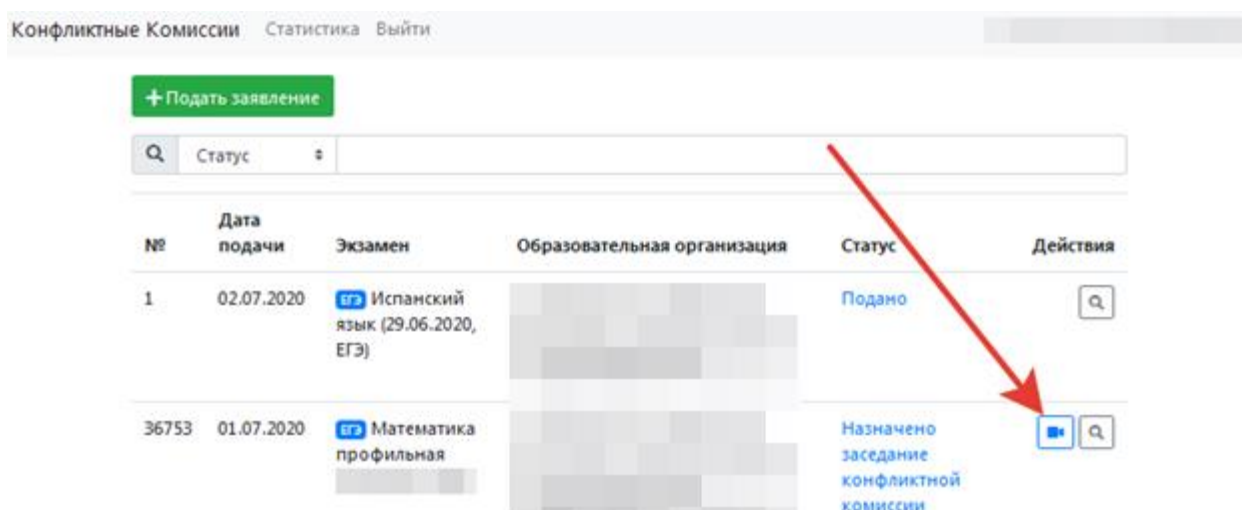 Конфликтные Комиссии Статистика Выйти
+ Подать заявление
Статус
№ Дата подачи Экзамен Образовательная организация Статус Действия
1 02.07.2020 ЕГЭ Испанский Подано
язык (29.06.2020,
ЕГЭ)
36753 01.07.2020 ЕГЭ Математика Назначено
профильная заседание
конфликтной
комиссии